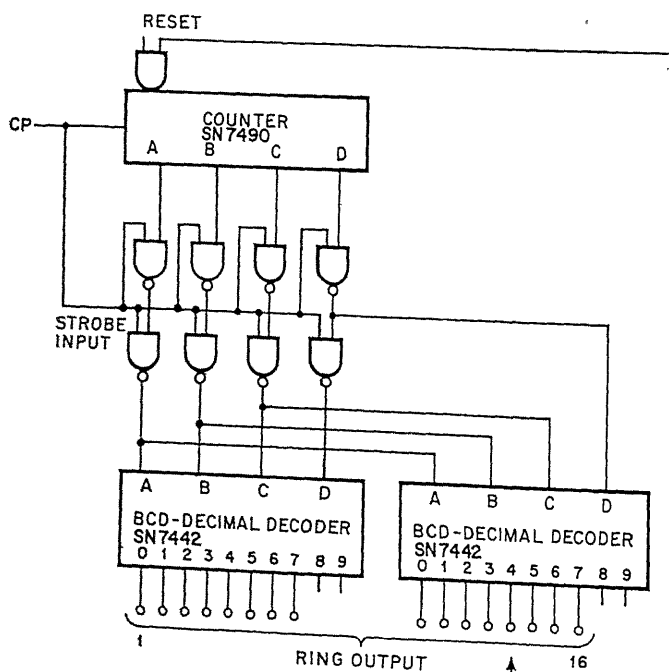 RESET
CP
COUNTER
SN7490
A B C D
STROBE
INPUT
A B C D
BCD-DECIMAL DECODER
SN7442
0 1 2 3 4 5 6 7 8 9
A B C D
BCD-DECIMAL DECODER
SN7442
0 1 2 3 4 5 6 7 8 9
1
16
RING OUTPUT